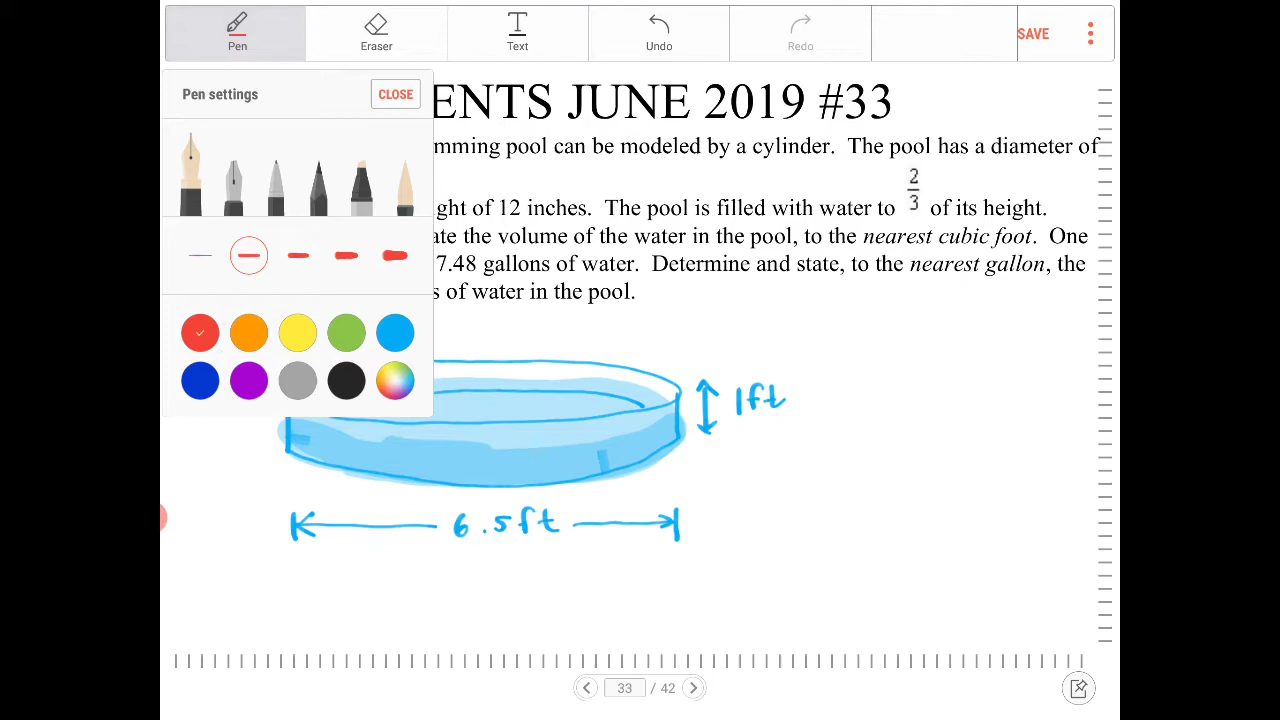 Pen Eraser Text Undo Redo SAVE
Pen settings CLOSE
ENTS JUNE 2019 #33
mming pool can be modeled by a cylinder. The pool has a diameter of
ght of 12 inches. The pool is filled with water to 2/3 of its height.
ate the volume of the water in the pool, to the nearest cubic foot. One
7.48 gallons of water. Determine and state, to the nearest gallon, the
s of water in the pool.
1ft
6.5ft
33 / 42